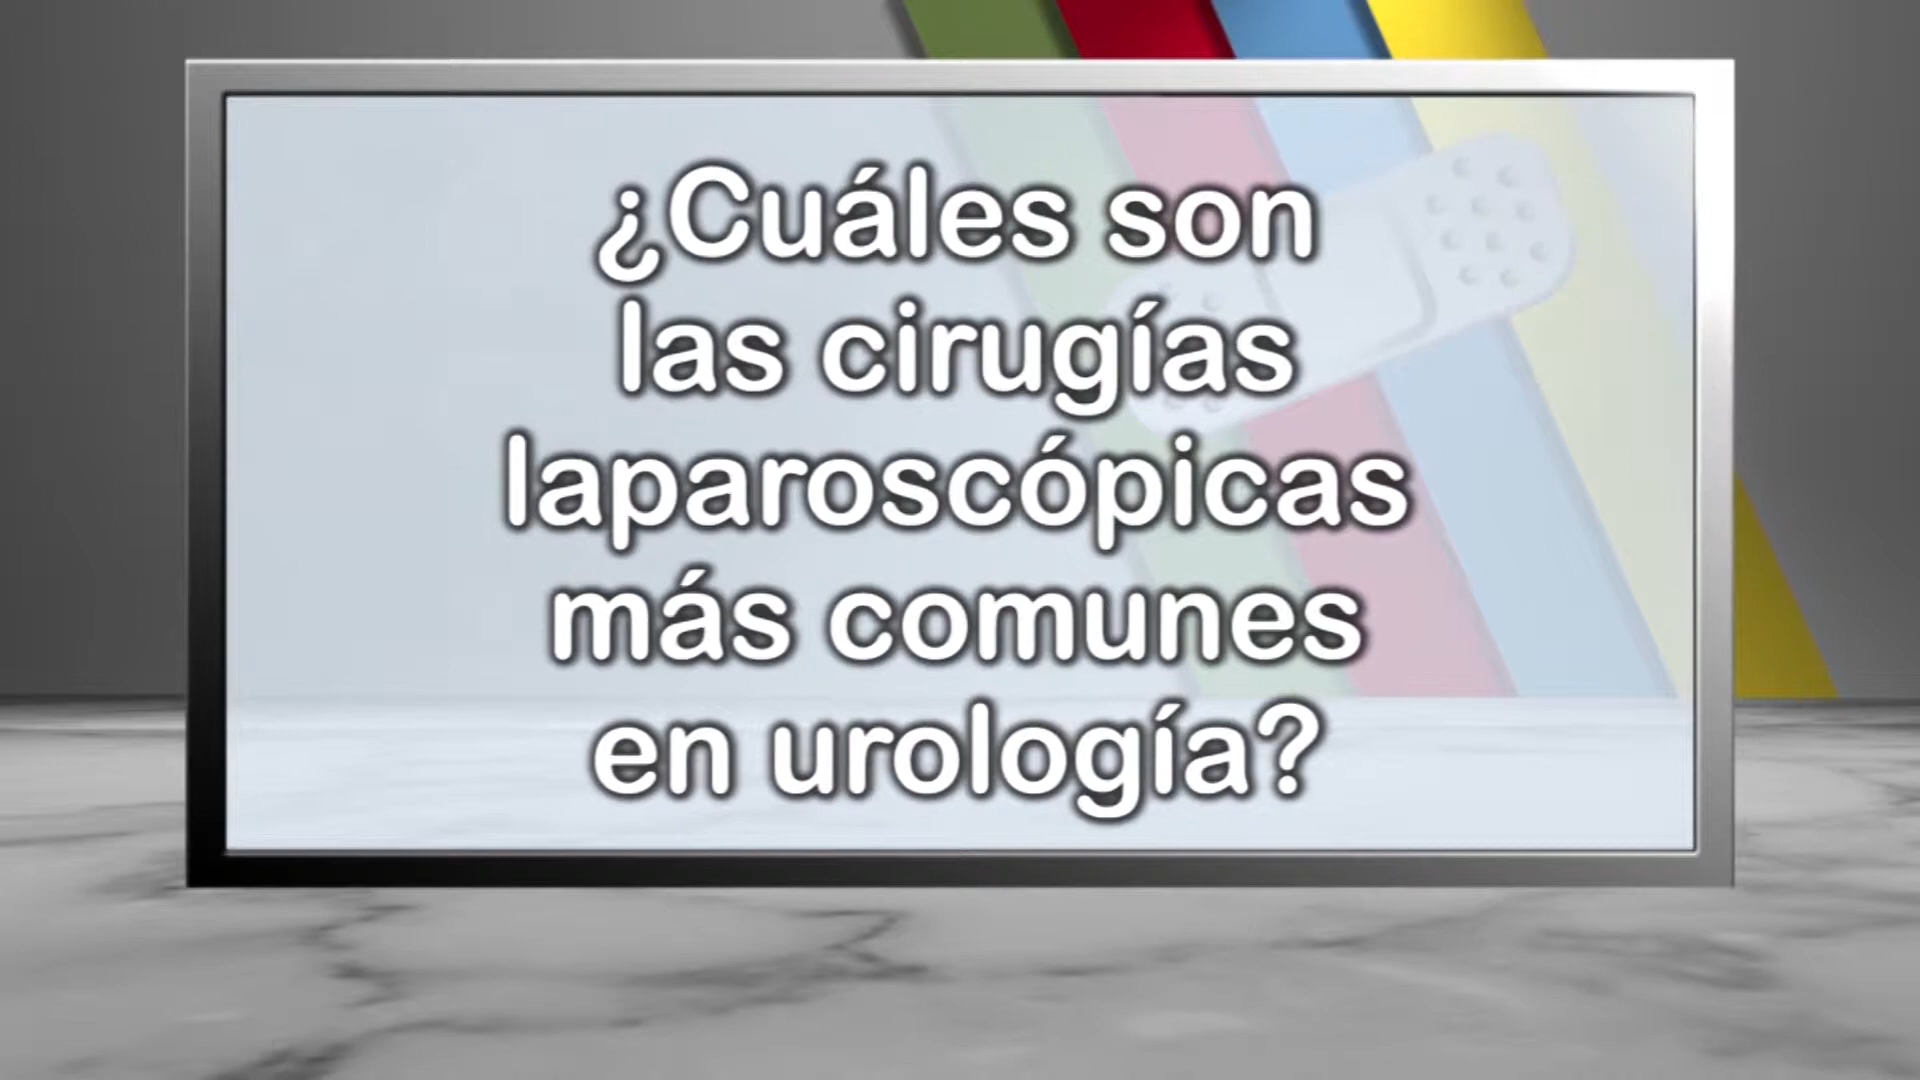 ¿Cuáles son
las cirugías
laparoscópicas
más comunes
en urología?